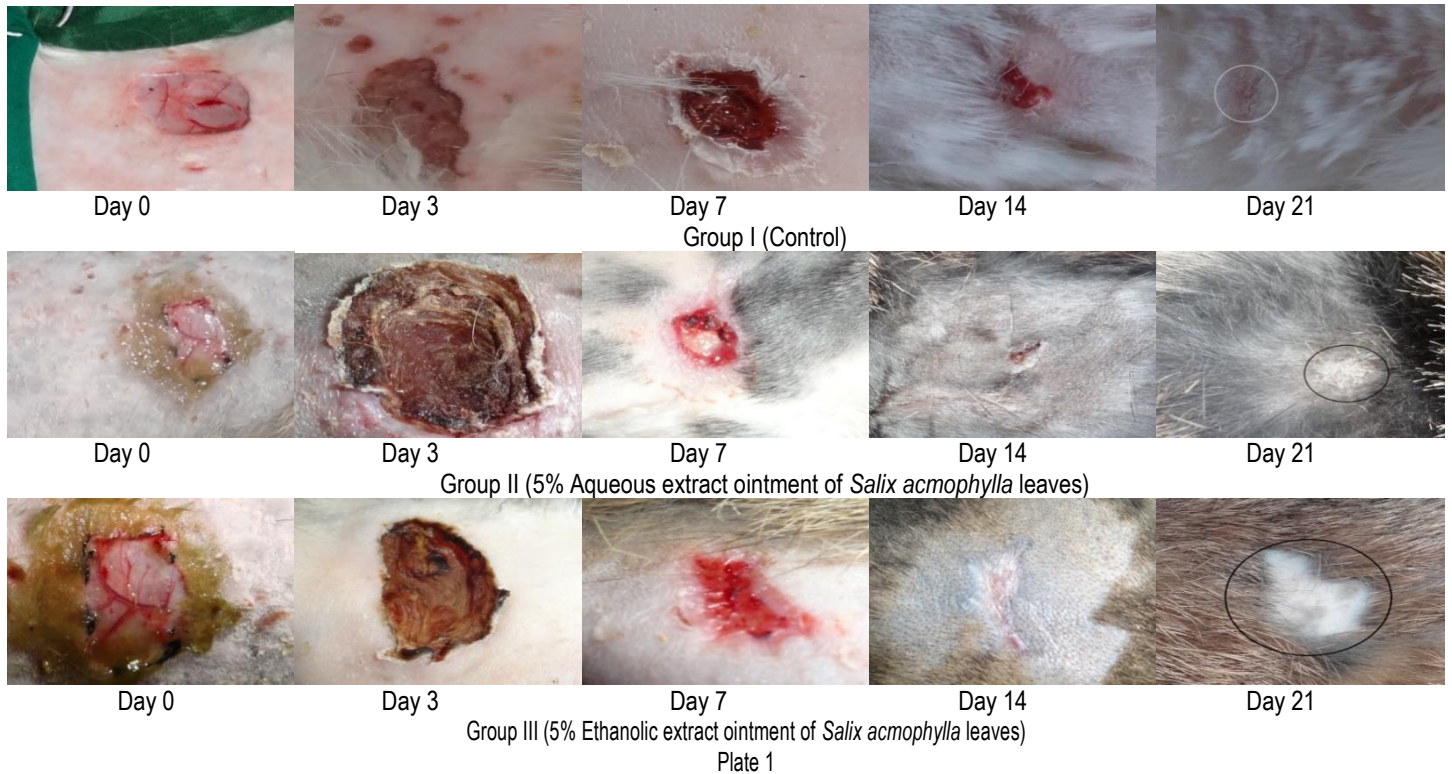 Day 0 Day 3 Day 7 Day 14 Day 21
Group I (Control)
Day 0 Day 3 Day 7 Day 14 Day 21
Group II (5% Aqueous extract ointment of Salix acmophylla leaves)
Day 0 Day 3 Day 7 Day 14 Day 21
Group III (5% Ethanolic extract ointment of Salix acmophylla leaves)
Plate 1